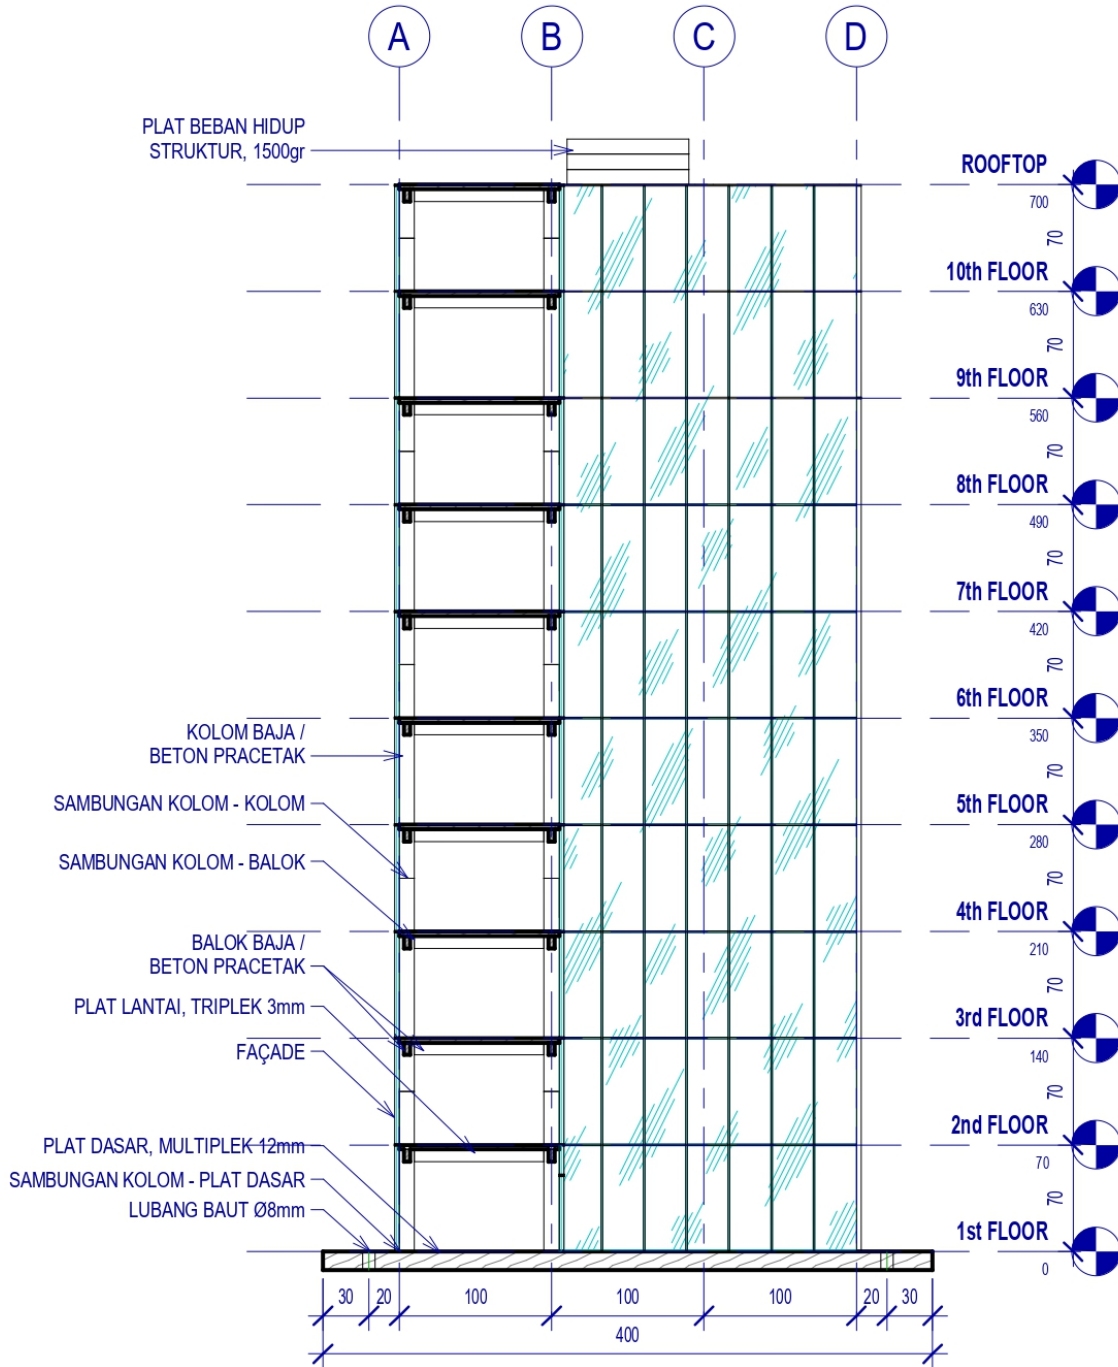 A B C D
PLAT BEBAN HIDUP
STRUKTUR, 1500gr
ROOFTOP
700
70
10th FLOOR
630
70
9th FLOOR
560
70
8th FLOOR
490
70
7th FLOOR
420
70
6th FLOOR
350
70
5th FLOOR
280
70
4th FLOOR
210
70
3rd FLOOR
140
70
2nd FLOOR
70
70
1st FLOOR
0
KOLOM BAJA /
BETON PRACETAK
SAMBUNGAN KOLOM - KOLOM
SAMBUNGAN KOLOM - BALOK
BALOK BAJA /
BETON PRACETAK
PLAT LANTAI, TRIPLEK 3mm
FAÇADE
PLAT DASAR, MULTIPLEK 12mm
SAMBUNGAN KOLOM - PLAT DASAR
LUBANG BAUT Ø8mm
30 20 100 100 100 20 30
400